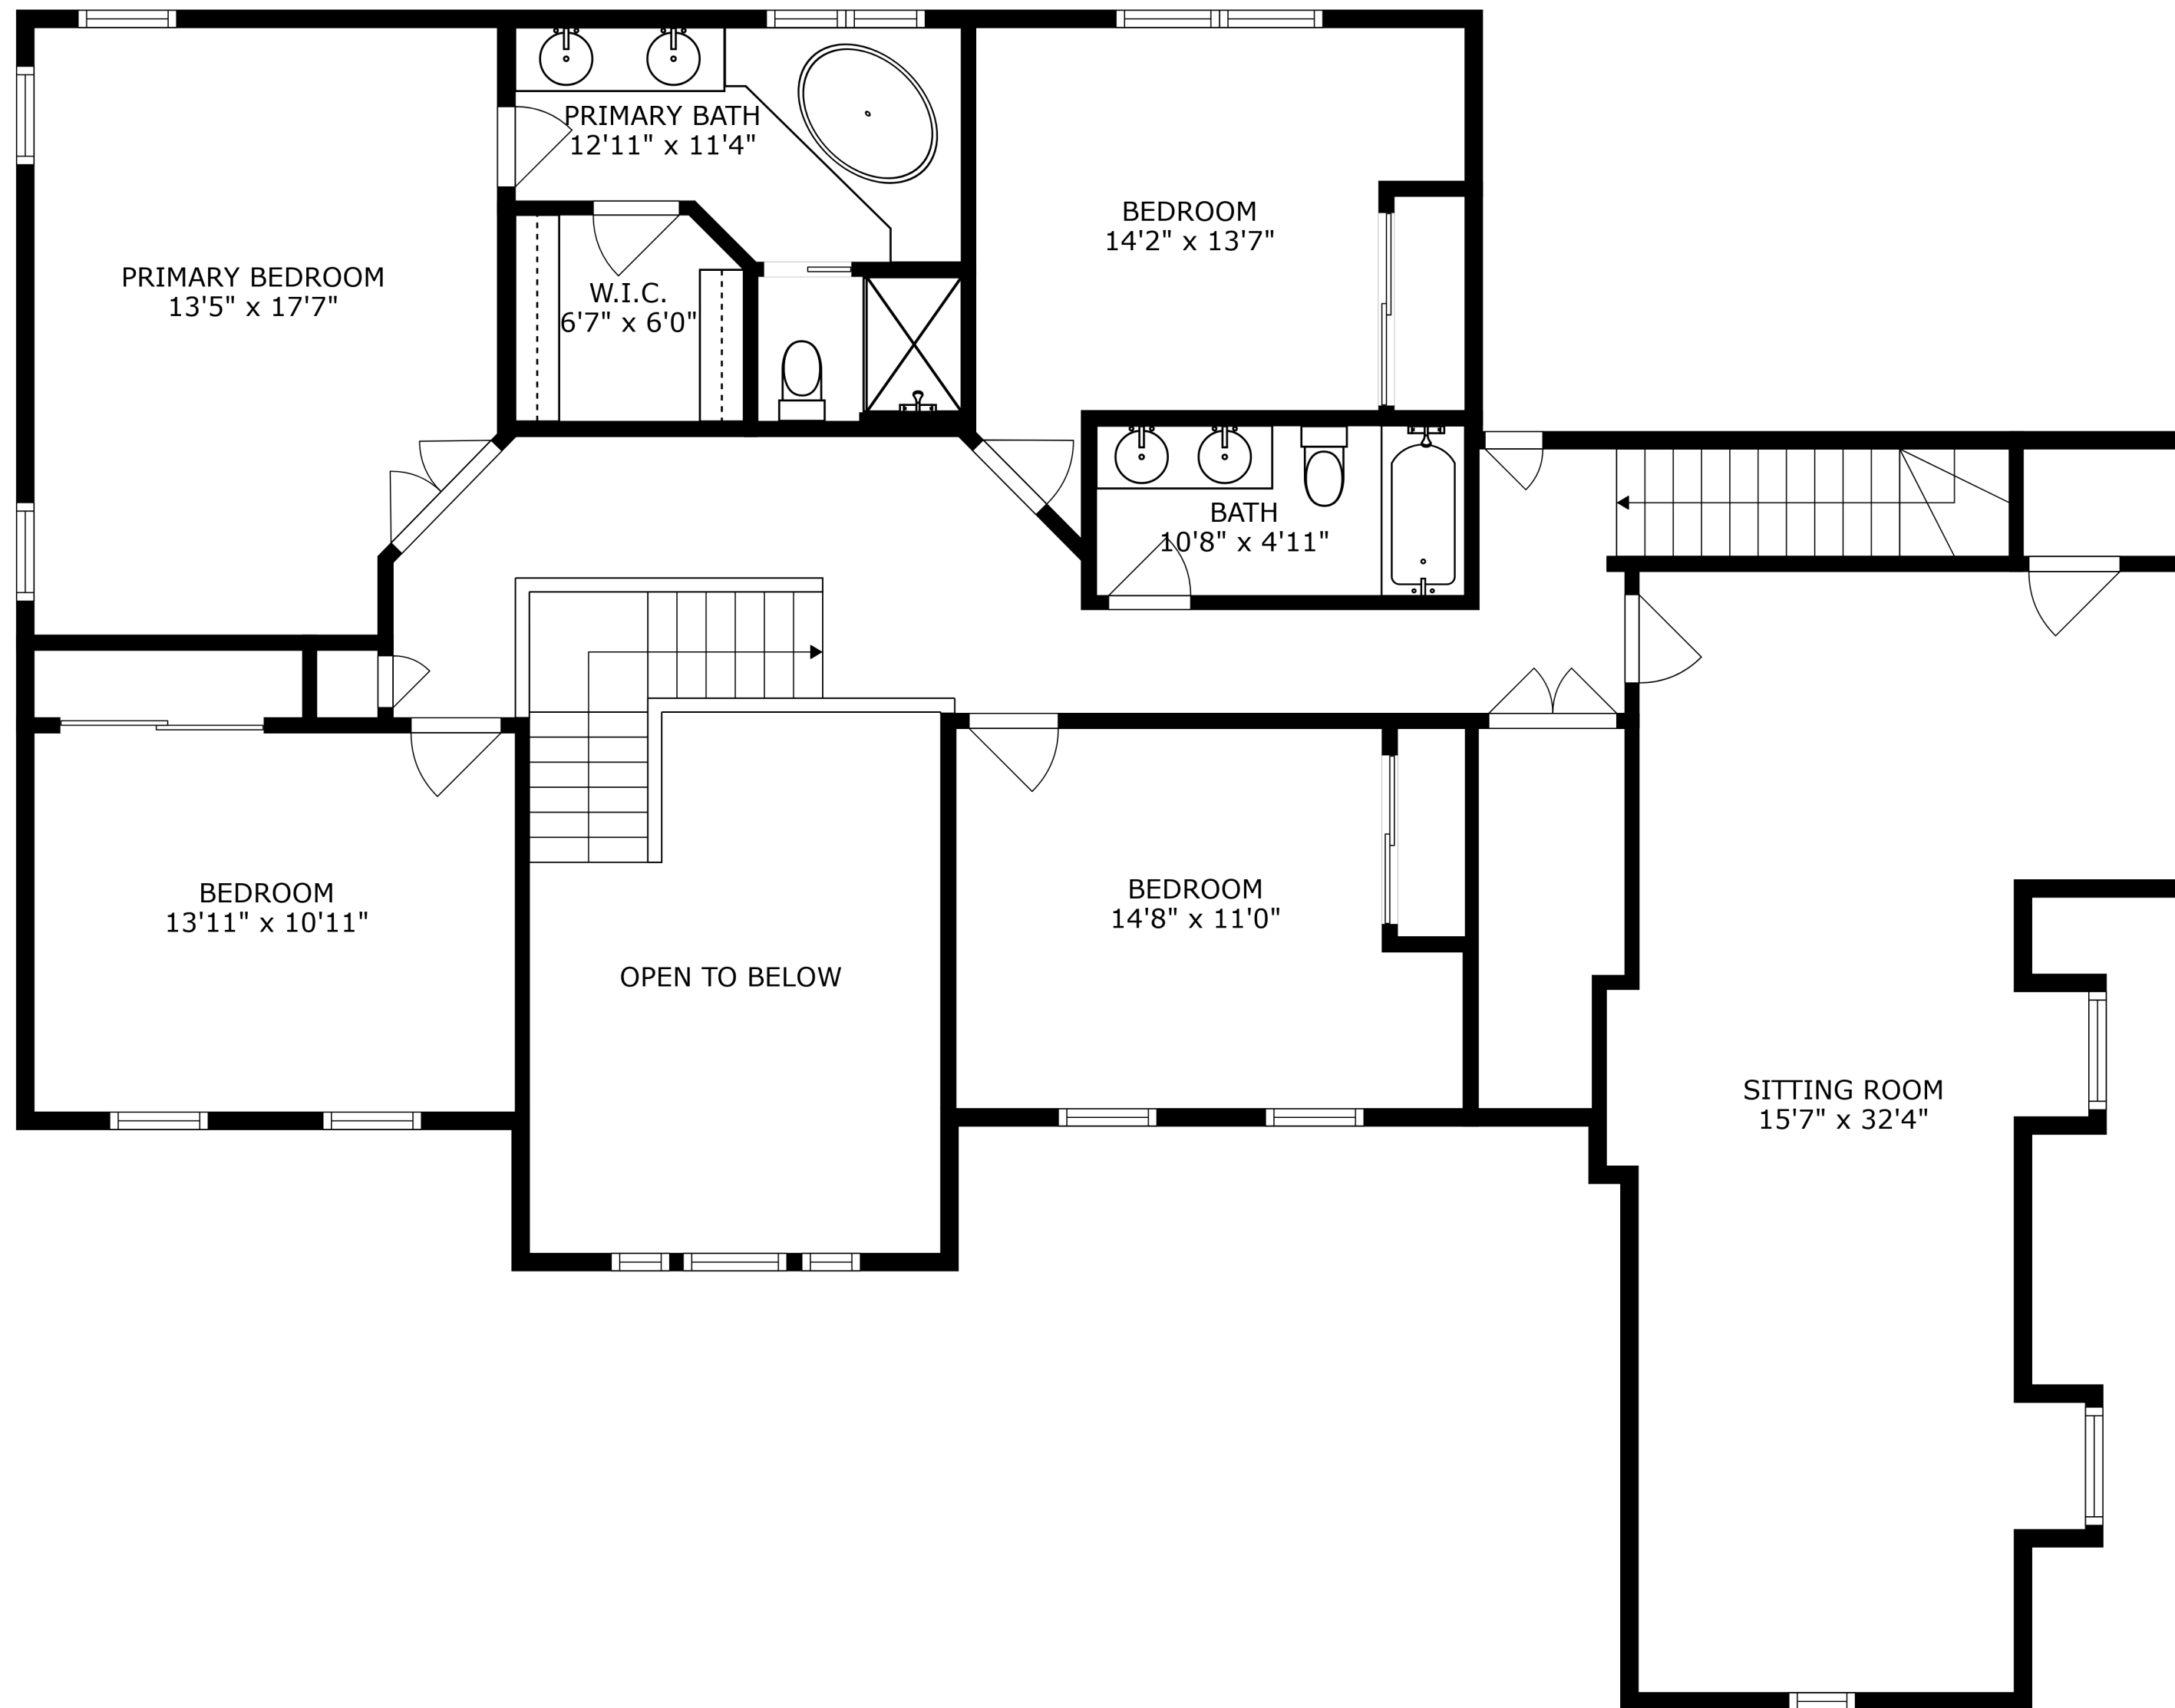 PRIMARY BATH
12'11" x 11'4"
BEDROOM
14'2" x 13'7"
PRIMARY BEDROOM
13'5" x 17'7"
W.I.C.
6'7" x 6'0"
BATH
10'8" x 4'11"
BEDROOM
13'11" x 10'11"
BEDROOM
14'8" x 11'0"
OPEN TO BELOW
SITTING ROOM
15'7" x 32'4"